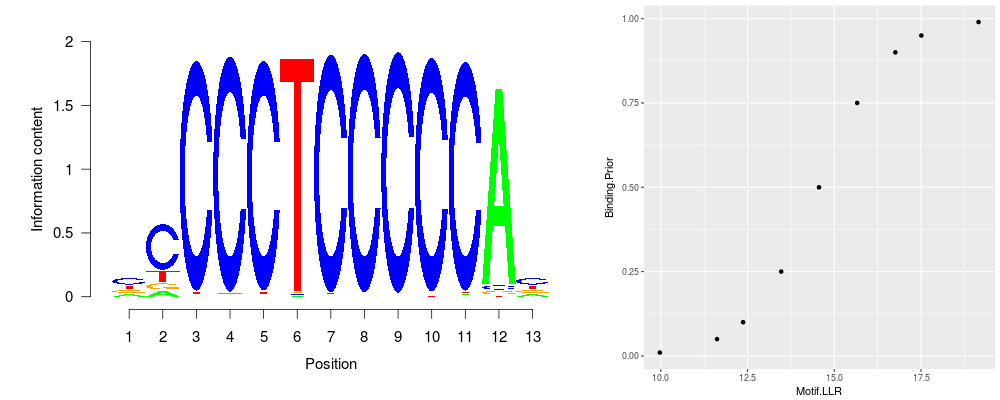 Information content
2
1.5
1
0.5
0
C C C C T C C C C C A C
1 2 3 4 5 6 7 8 9 10 11 12 13
Position
Binding.Prior
1.00
0.75
0.50
0.25
0.00
10.0 12.5 15.0 17.5
Motif.LLR